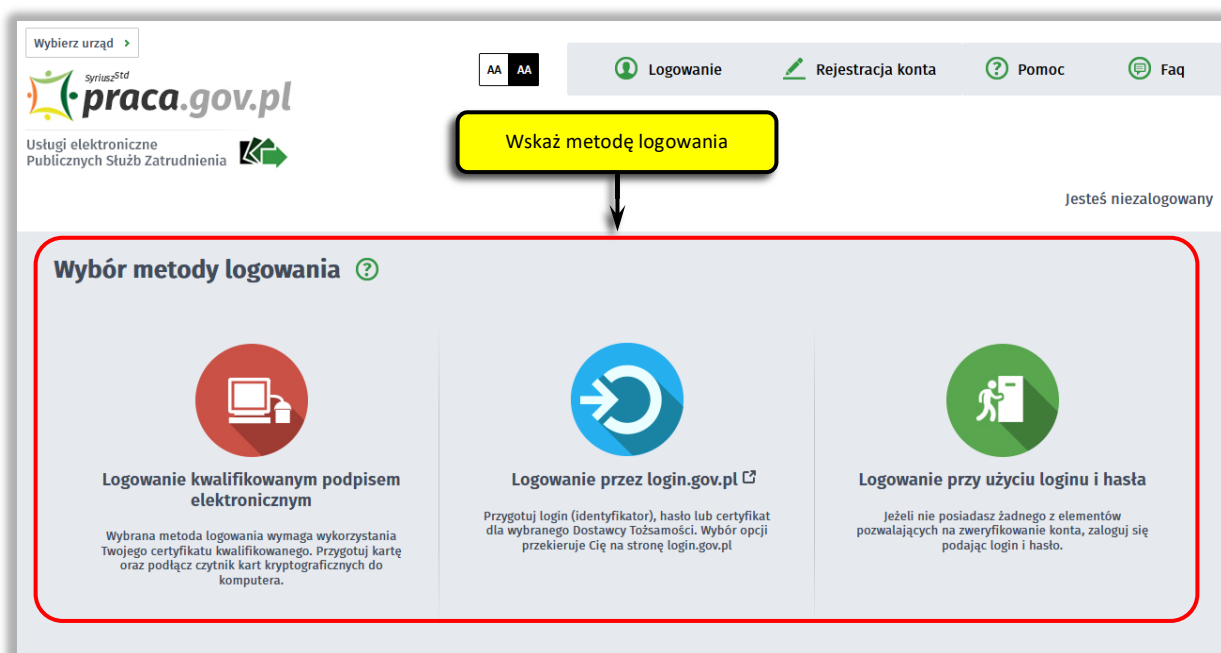 Wybierz urząd
AA AA
Logowanie
Rejestracja konta
Pomoc
Faq
SyriuszStd
praca.gov.pl
Usługi elektroniczne
Publicznych Służb Zatrudnienia
Wskaż metodę logowania
Jesteś niezalogowany
Wybór metody logowania
Logowanie kwalifikowanym podpisem
elektronicznym
Wybrana metoda logowania wymaga wykorzystania
Twojego certyfikatu kwalifikowanego. Przygotuj kartę
oraz podłącz czytnik kart kryptograficznych do
komputera.
Logowanie przez login.gov.pl
Przygotuj login (identyfikator), hasło lub certyfikat
dla wybranego Dostawcy Tożsamości. Wybór opcji
przekieruje Cię na stronę login.gov.pl
Logowanie przy użyciu loginu i hasła
Jeżeli nie posiadasz żadnego z elementów
pozwalających na zweryfikowanie konta, zaloguj się
podając login i hasło.